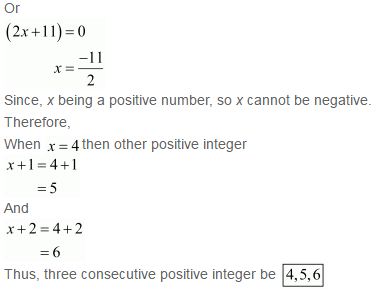 Or
(2x+11)=0
x=\frac{-11}{2}
Since, x being a positive number, so x cannot be negative.
Therefore,
When x=4 then other positive integer
x+1=4+1
=5
And
x+2=4+2
=6
Thus, three consecutive positive integer be 4,5,6